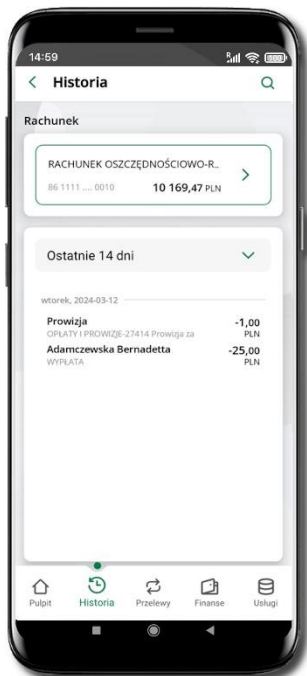 14:59
Historia
Rachunek
RACHUNEK OSZCZĘDNOŚCIOWO-R..
86 1111 .... 0010 10 169,47 PLN
Ostatnie 14 dni
wtorek, 2024-03-12
Prowizja -1,00
OPŁATY I PROWIZJE-27414 Prowizja za PLN
Adamczewska Bernadetta -25,00
WYPŁATA PLN
Pulpit Historia Przelewy Finanse Usługi